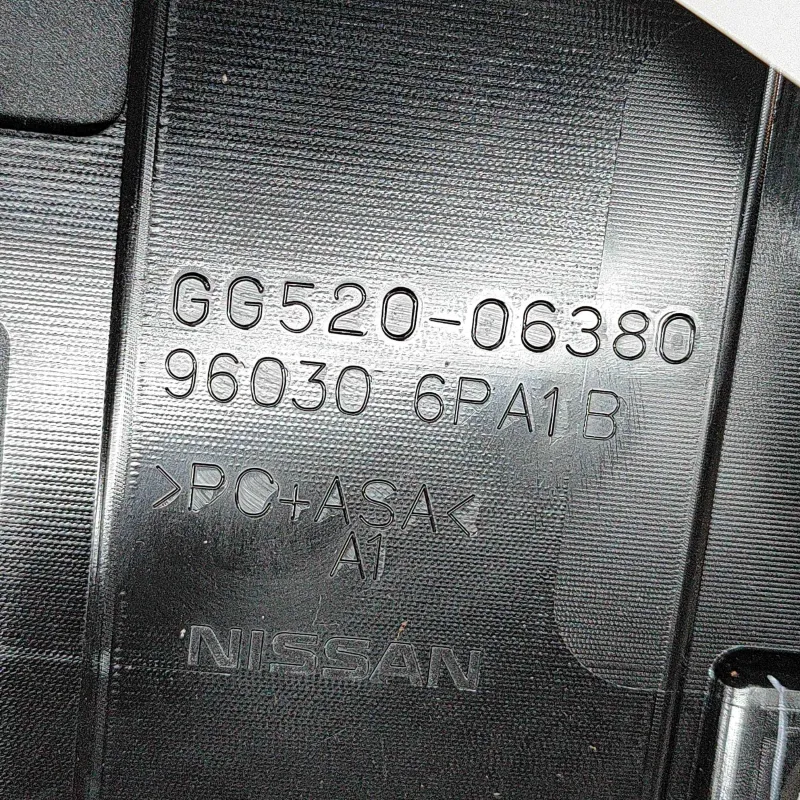 GG520-06380
96030 6PA1B
>PC+ASA<
A1
NISSAN